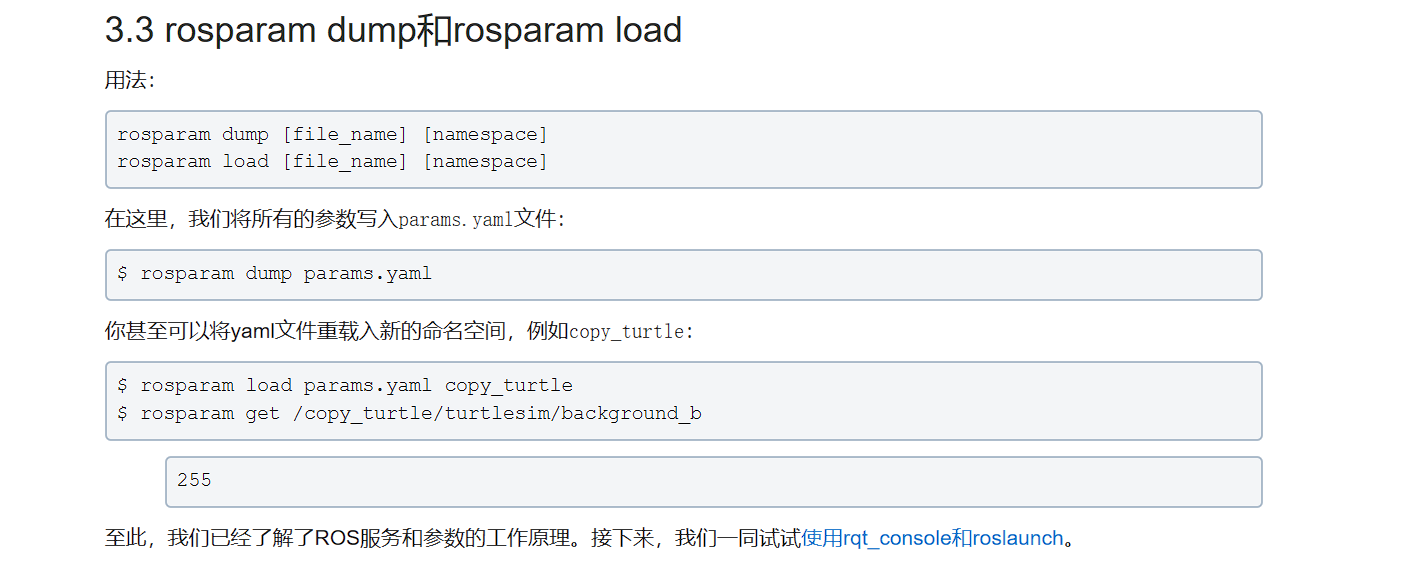 3.3 rosparam dump和rosparam load
用法：
rosparam dump [file_name] [namespace]
rosparam load [file_name] [namespace]
在这里，我们将所有的参数写入params.yaml文件：
$ rosparam dump params.yaml
你甚至可以将yaml文件重载入新的命名空间，例如copy_turtle：
$ rosparam load params.yaml copy_turtle
$ rosparam get /copy_turtle/turtlesim/background_b
255
至此，我们已经了解了ROS服务和参数的工作原理。接下来，我们一同试试使用rqt_console和roslaunch。